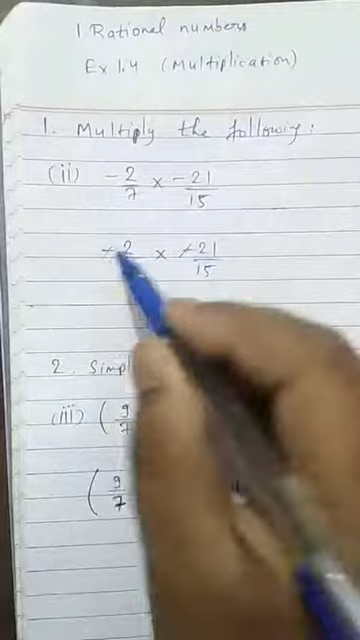 1. Rational numbers
Ex 1.4 (Multiplication)
1. Multiply the following:
(ii) -2/7 × -21/15
-2 × -21/15
2. Simpl
(iii) (9/7
(9/7